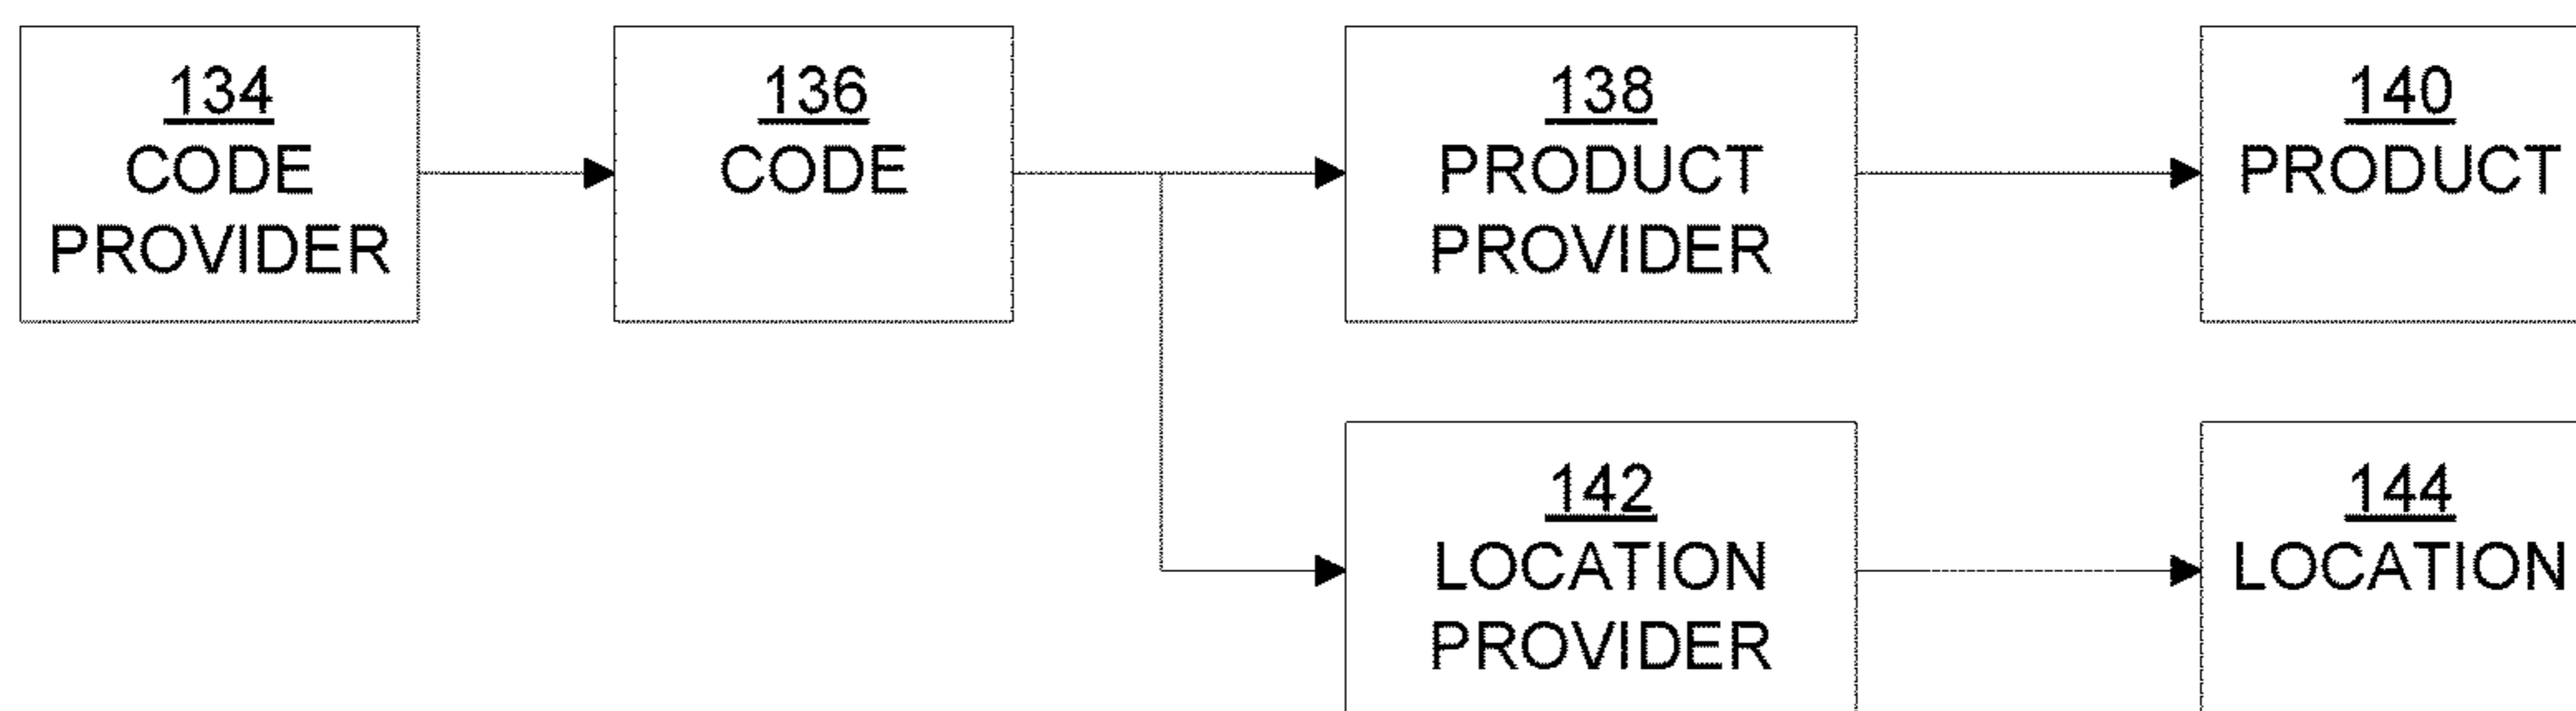 134
CODE
PROVIDER
136
CODE
138
PRODUCT
PROVIDER
140
PRODUCT
142
LOCATION
PROVIDER
144
LOCATION